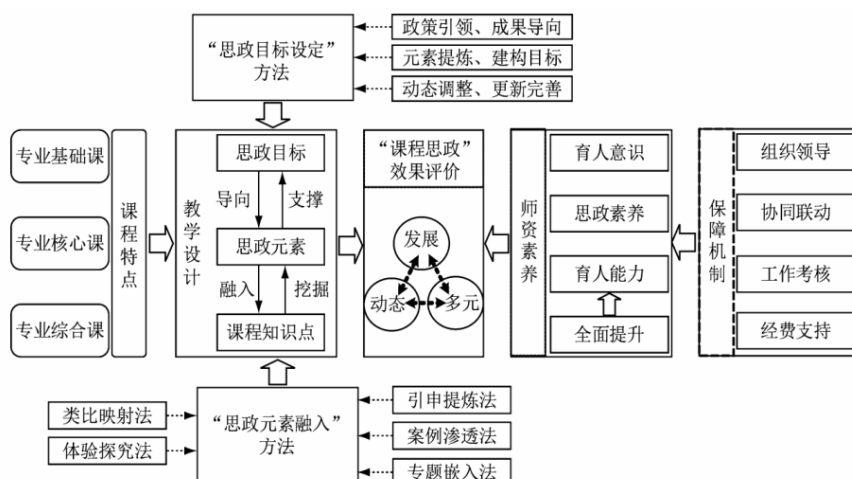 “思政目标设定”
方法
政策引领、成果导向
元素提炼、建构目标
动态调整、更新完善
专业基础课
专业核心课
专业综合课
课程特点
教学设计
思政目标
导向
支撑
思政元素
融入
挖掘
课程知识点
“课程思政”
效果评价
发展
动态
多元
师资素养
育人意识
思政素养
育人能力
全面提升
保障机制
组织领导
协同联动
工作考核
经费支持
类比映射法
体验探究法
“思政元素融入”
方法
引申提炼法
案例渗透法
专题嵌入法